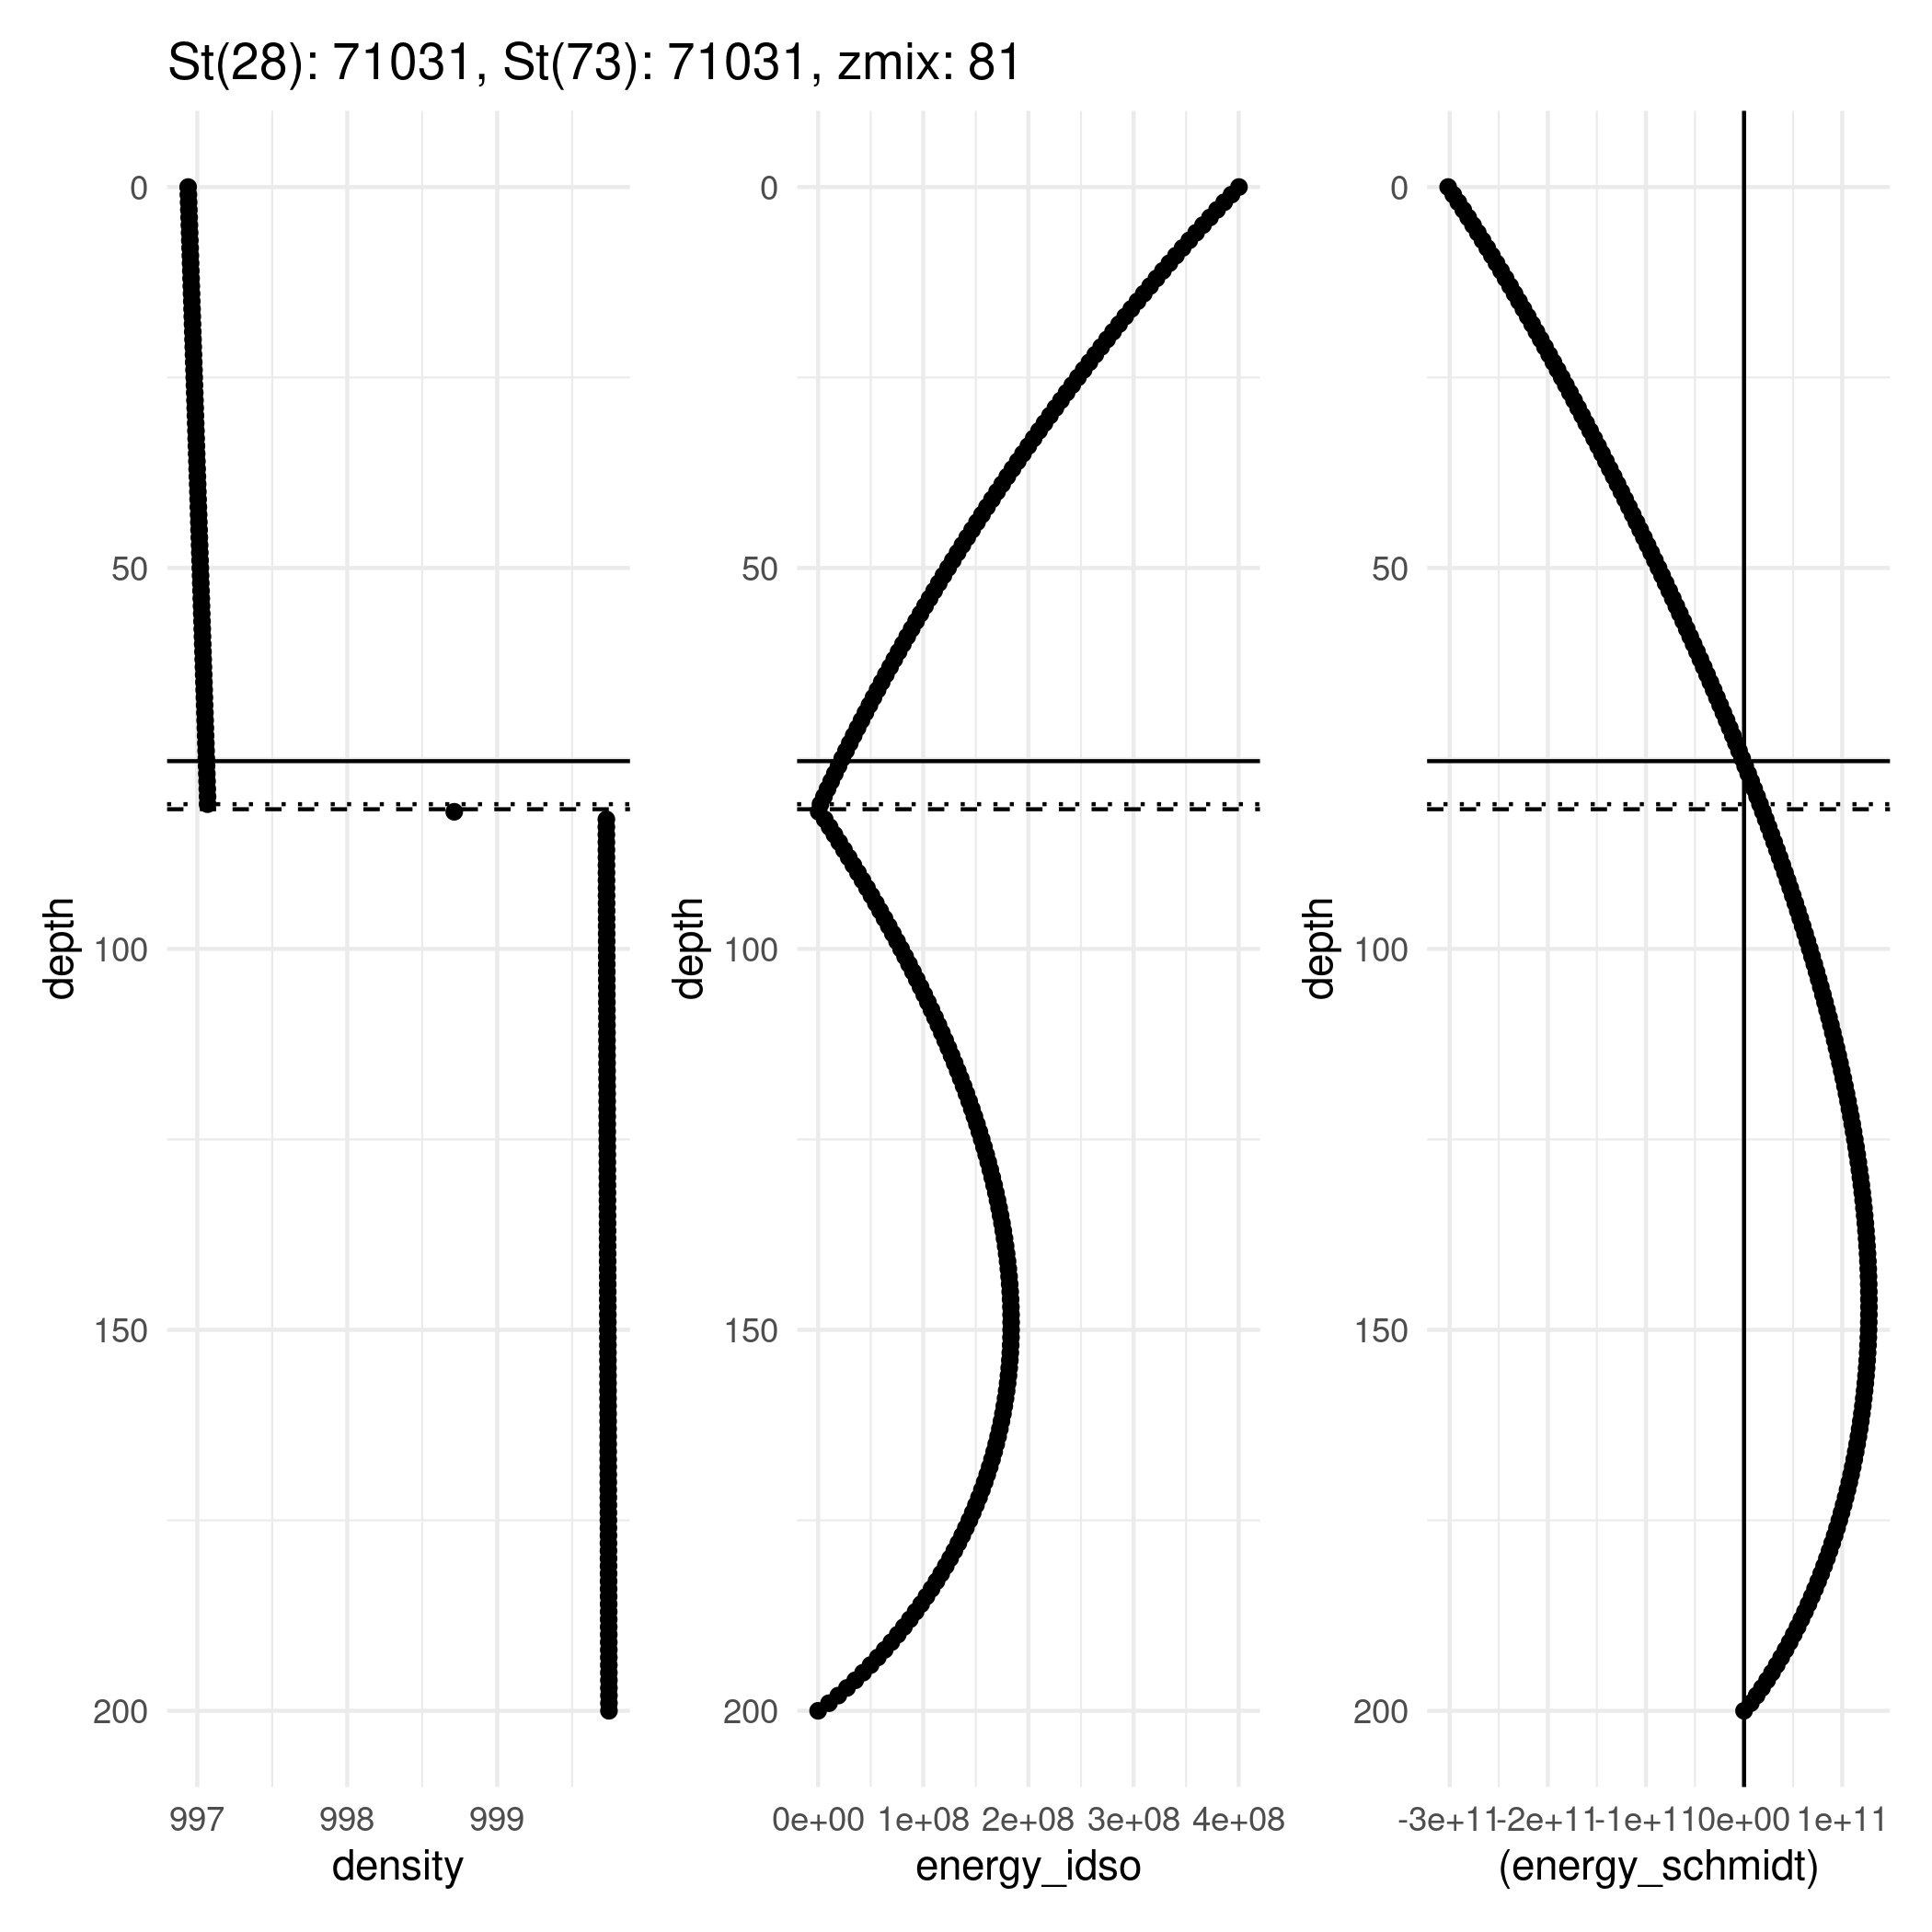 St(28): 71031, St(73): 71031, zmix: 81
0
50
100
150
200
depth
997 998 999
density
0
50
100
150
200
depth
0e+00 1e+08 2e+08 3e+08 4e+08
energy_idso
0
50
100
150
200
depth
-3e+11 -2e+11 -1e+11 0e+00 1e+11
(energy_schmidt)